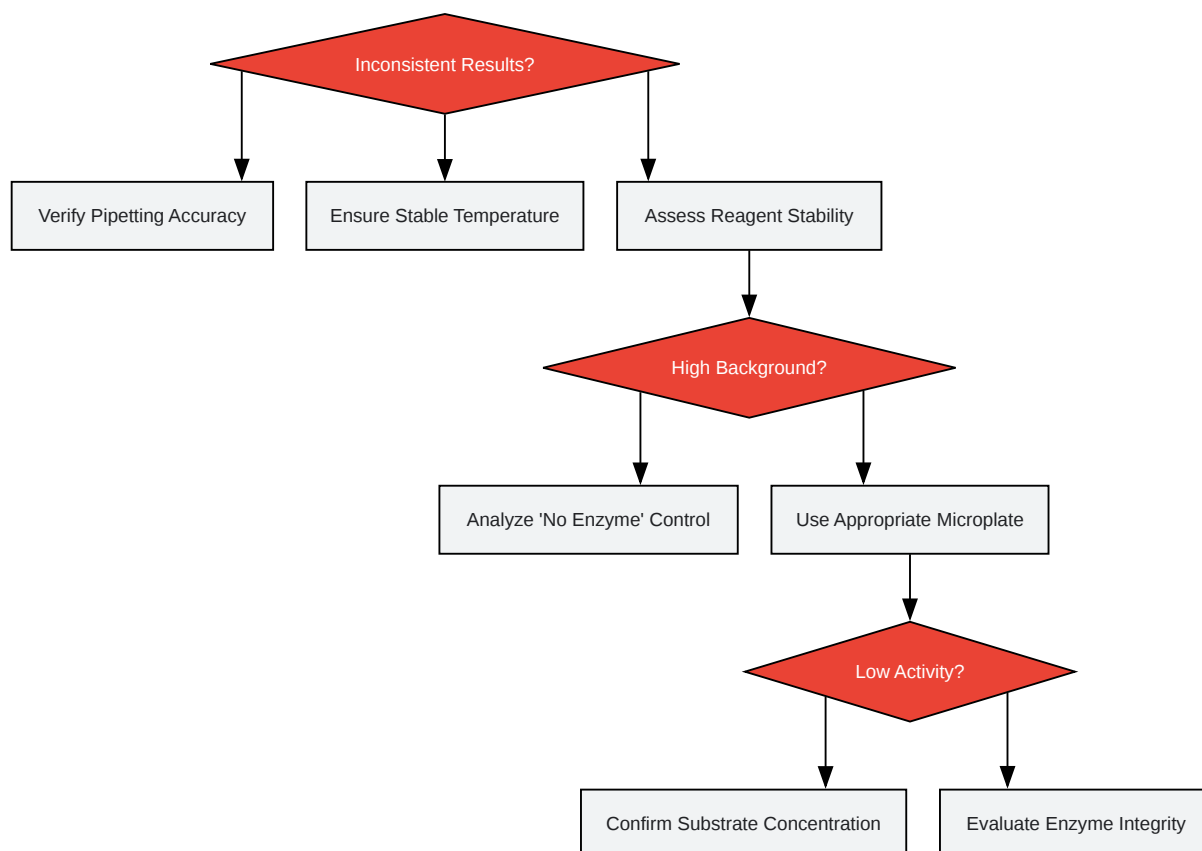 Inconsistent Results?
Verify Pipetting Accuracy
Ensure Stable Temperature
Assess Reagent Stability
High Background?
Analyze 'No Enzyme' Control
Use Appropriate Microplate
Low Activity?
Confirm Substrate Concentration
Evaluate Enzyme Integrity